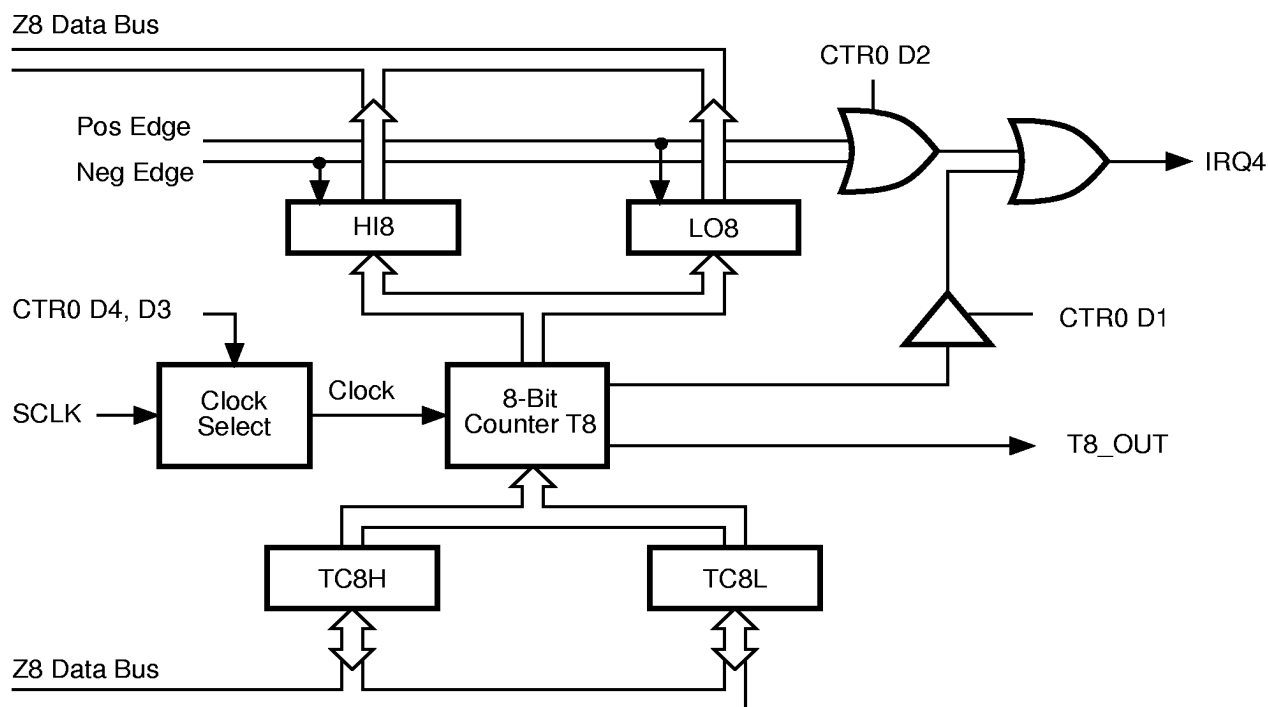 Z8 Data Bus
CTR0 D2
Pos Edge
Neg Edge
IRQ4
HI8
LO8
CTR0 D4, D3
CTR0 D1
Clock
Select
Clock
8-Bit
Counter T8
SCLK
T8_OUT
TC8H
TC8L
Z8 Data Bus